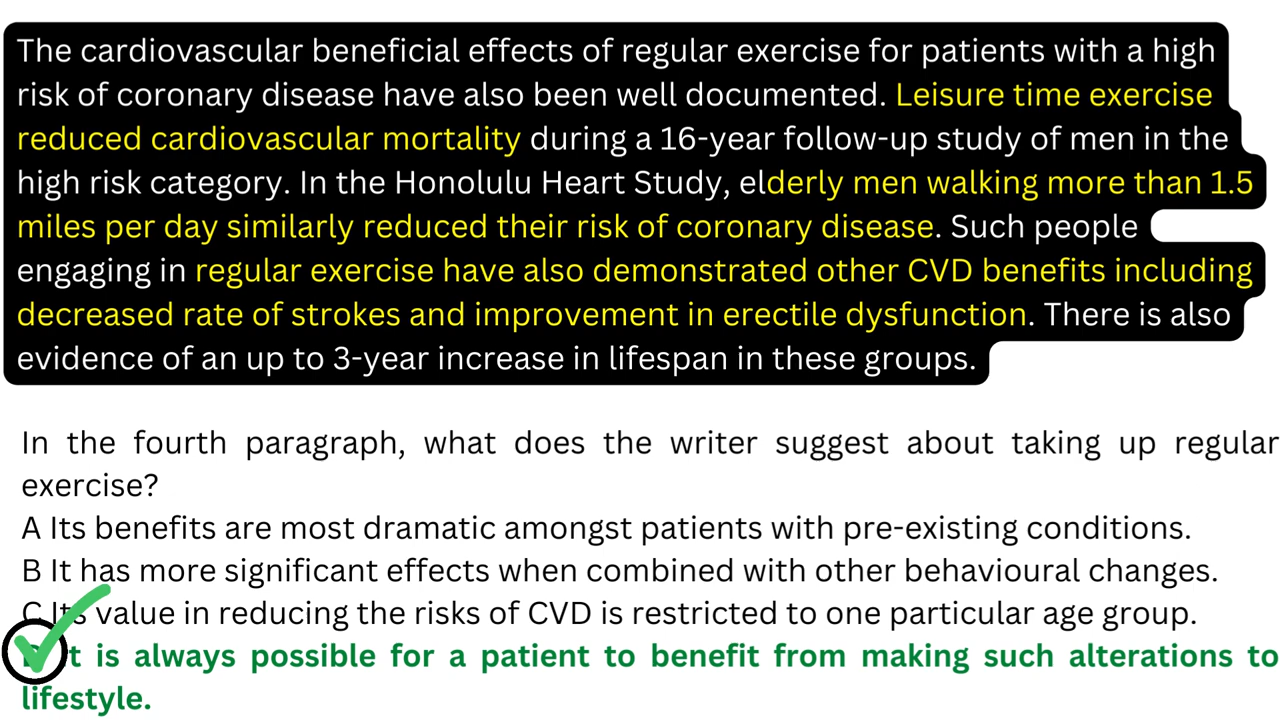 The cardiovascular beneficial effects of regular exercise for patients with a high
risk of coronary disease have also been well documented. Leisure time exercise
reduced cardiovascular mortality during a 16-year follow-up study of men in the
high risk category. In the Honolulu Heart Study, elderly men walking more than 1.5
miles per day similarly reduced their risk of coronary disease. Such people
engaging in regular exercise have also demonstrated other CVD benefits including
decreased rate of strokes and improvement in erectile dysfunction. There is also
evidence of an up to 3-year increase in lifespan in these groups.
In the fourth paragraph, what does the writer suggest about taking up regular
exercise?
A Its benefits are most dramatic amongst patients with pre-existing conditions.
B It has more significant effects when combined with other behavioural changes.
C Its value in reducing the risks of CVD is restricted to one particular age group.
It is always possible for a patient to benefit from making such alterations to
lifestyle.